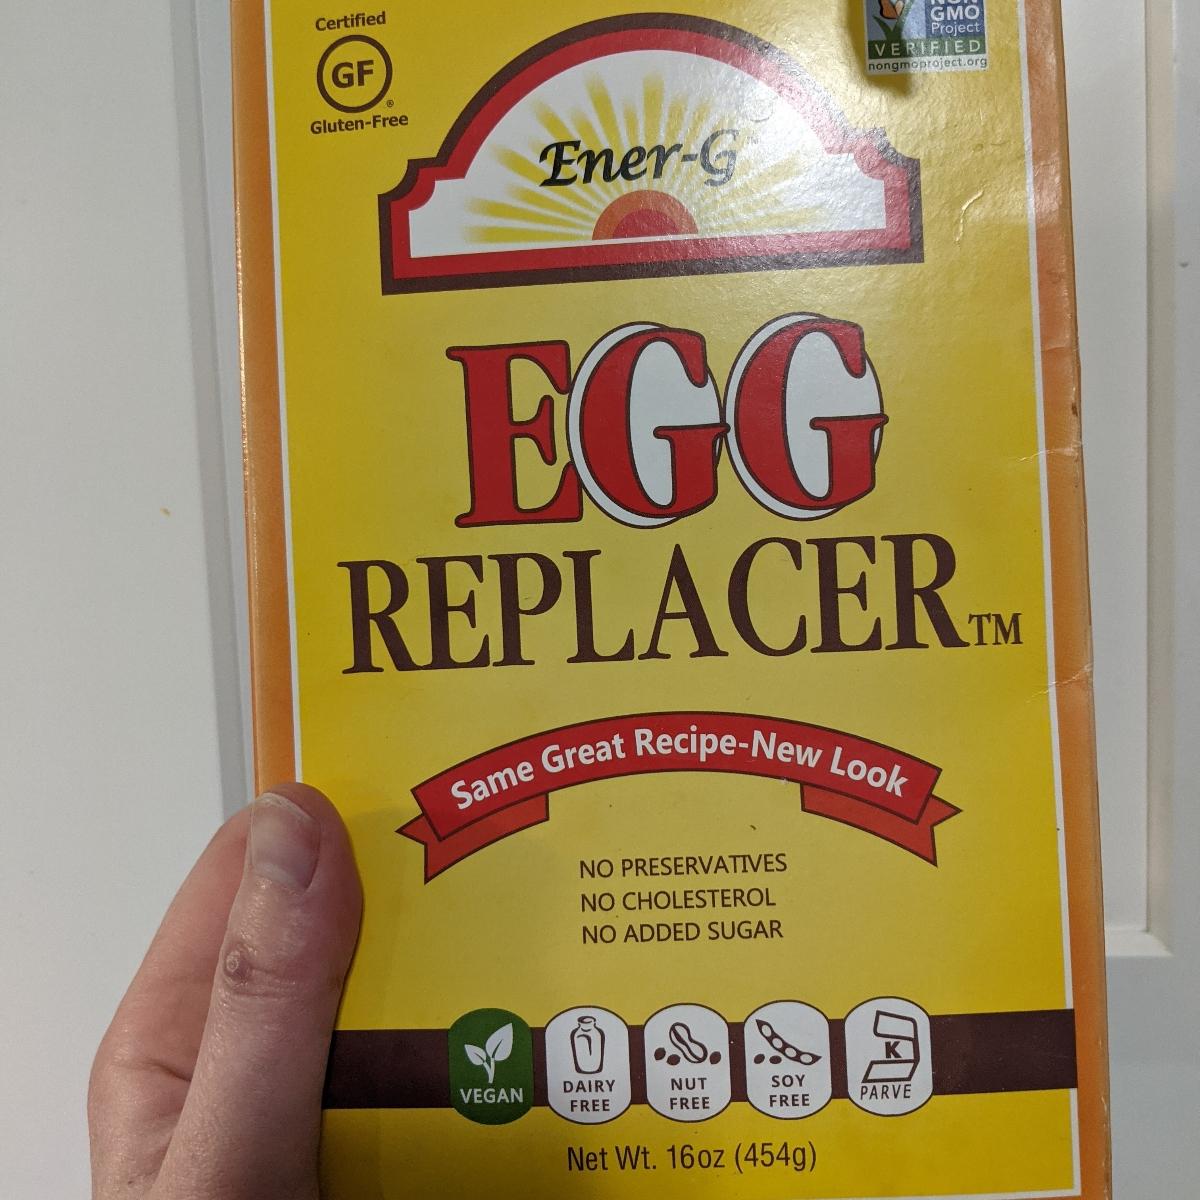 Certified
GF
®
Gluten-Free
NON
GMO
Project
VERIFIED
nongmoproject.org
Ener-G
EGG
REPLACER™
Same Great Recipe-New Look
NO PRESERVATIVES
NO CHOLESTEROL
NO ADDED SUGAR
VEGAN
DAIRY
FREE
NUT
FREE
SOY
FREE
K
PARVE
Net Wt. 16oz (454g)